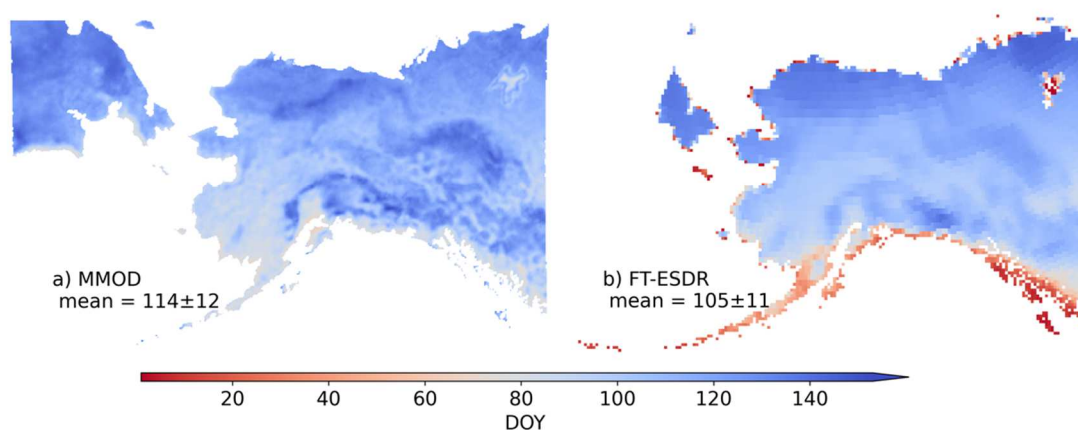 a) MMOD
mean = 114±12
b) FT-ESDR
mean = 105±11
20 40 60 80 100 120 140
DOY